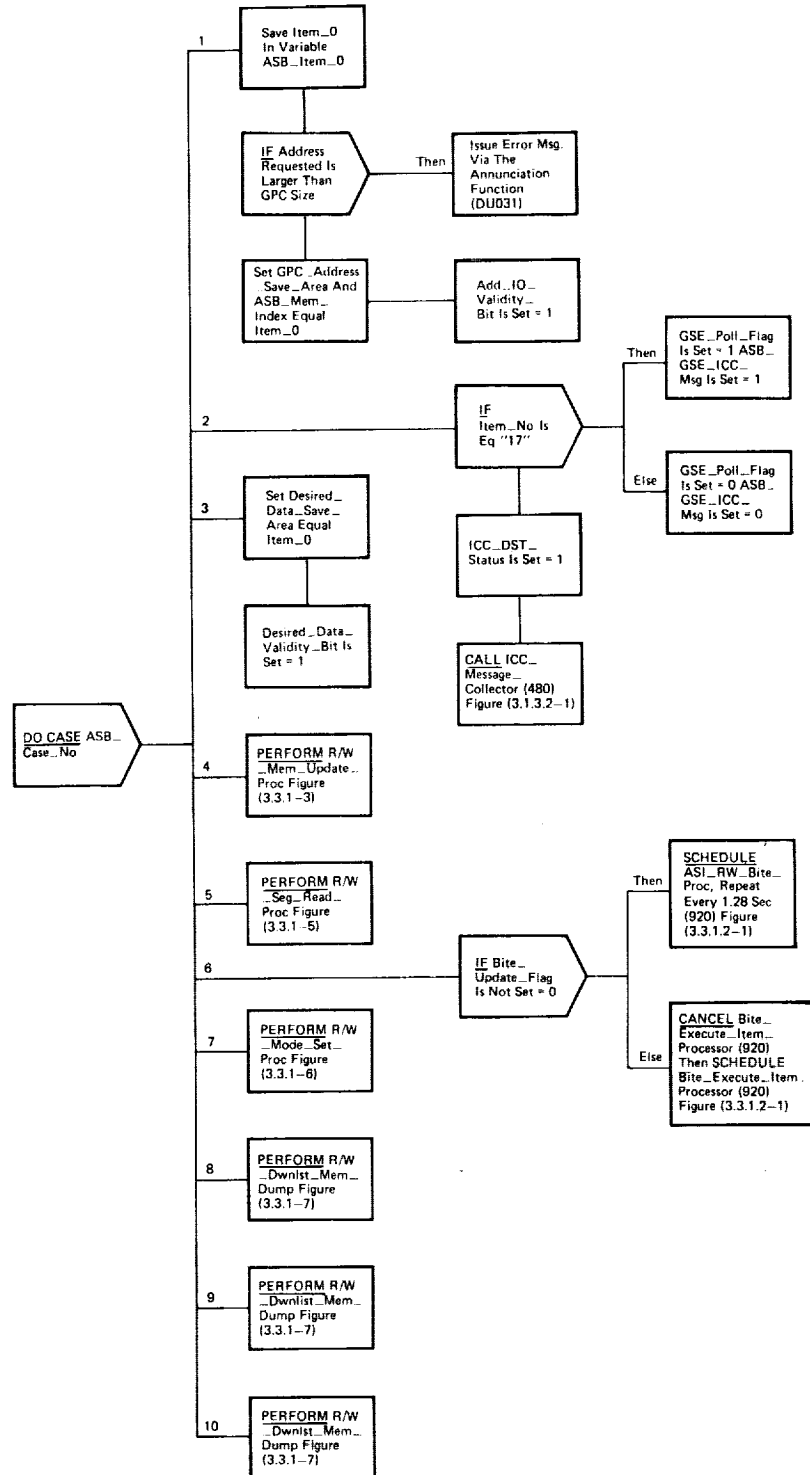 1
Save Item_0
In Variable
ASB_Item_0
IF Address
Requested Is
Larger Than
GPC Size
Then
Issue Error Msg.
Via The
Annunciation
Function
(DU031)
Set GPC_Address
_Save_Area And
ASB_Mem_
Index Equal
Item_0
Add_IO_
Validity_
Bit Is Set = 1
2
IF
Item_No Is
Eq "17"
Then
GSE_Poll_Flag
Is Set = 1 ASB_
GSE_ICC_
Msg Is Set = 1
Else
GSE_Poll_Flag
Is Set = 0 ASB_
GSE_ICC_
Msg Is Set = 0
ICC_DST_
Status Is Set = 1
CALL ICC_
Message_
Collector (480)
Figure (3.1.3.2-1)
3
Set Desired_
Data_Save_
Area Equal
Item_0
Desired_Data_
Validity_Bit Is
Set = 1
DO CASE ASB_
Case_No
4
PERFORM R/W
_Mem_Update_
Proc Figure
(3.3.1-3)
5
PERFORM R/W
_Seg_Read_
Proc Figure
(3.3.1-5)
6
IF Bite_
Update_Flag
Is Not Set = 0
Then
SCHEDULE
ASI_RW_Bite_
Proc, Repeat
Every 1.28 Sec
(920) Figure
(3.3.1.2-1)
Else
CANCEL Bite_
Execute_Item_
Processor (920)
Then SCHEDULE
Bite_Execute_Item_
Processor (920)
Figure (3.3.1.2-1)
7
PERFORM R/W
_Mode_Set_
Proc Figure
(3.3.1-6)
8
PERFORM R/W
_Dwnlst_Mem_
Dump Figure
(3.3.1-7)
9
PERFORM R/W
_Dwnlist_Mem_
Dump Figure
(3.3.1-7)
10
PERFORM R/W
_Dwnlst_Mem_
Dump Figure
(3.3.1-7)